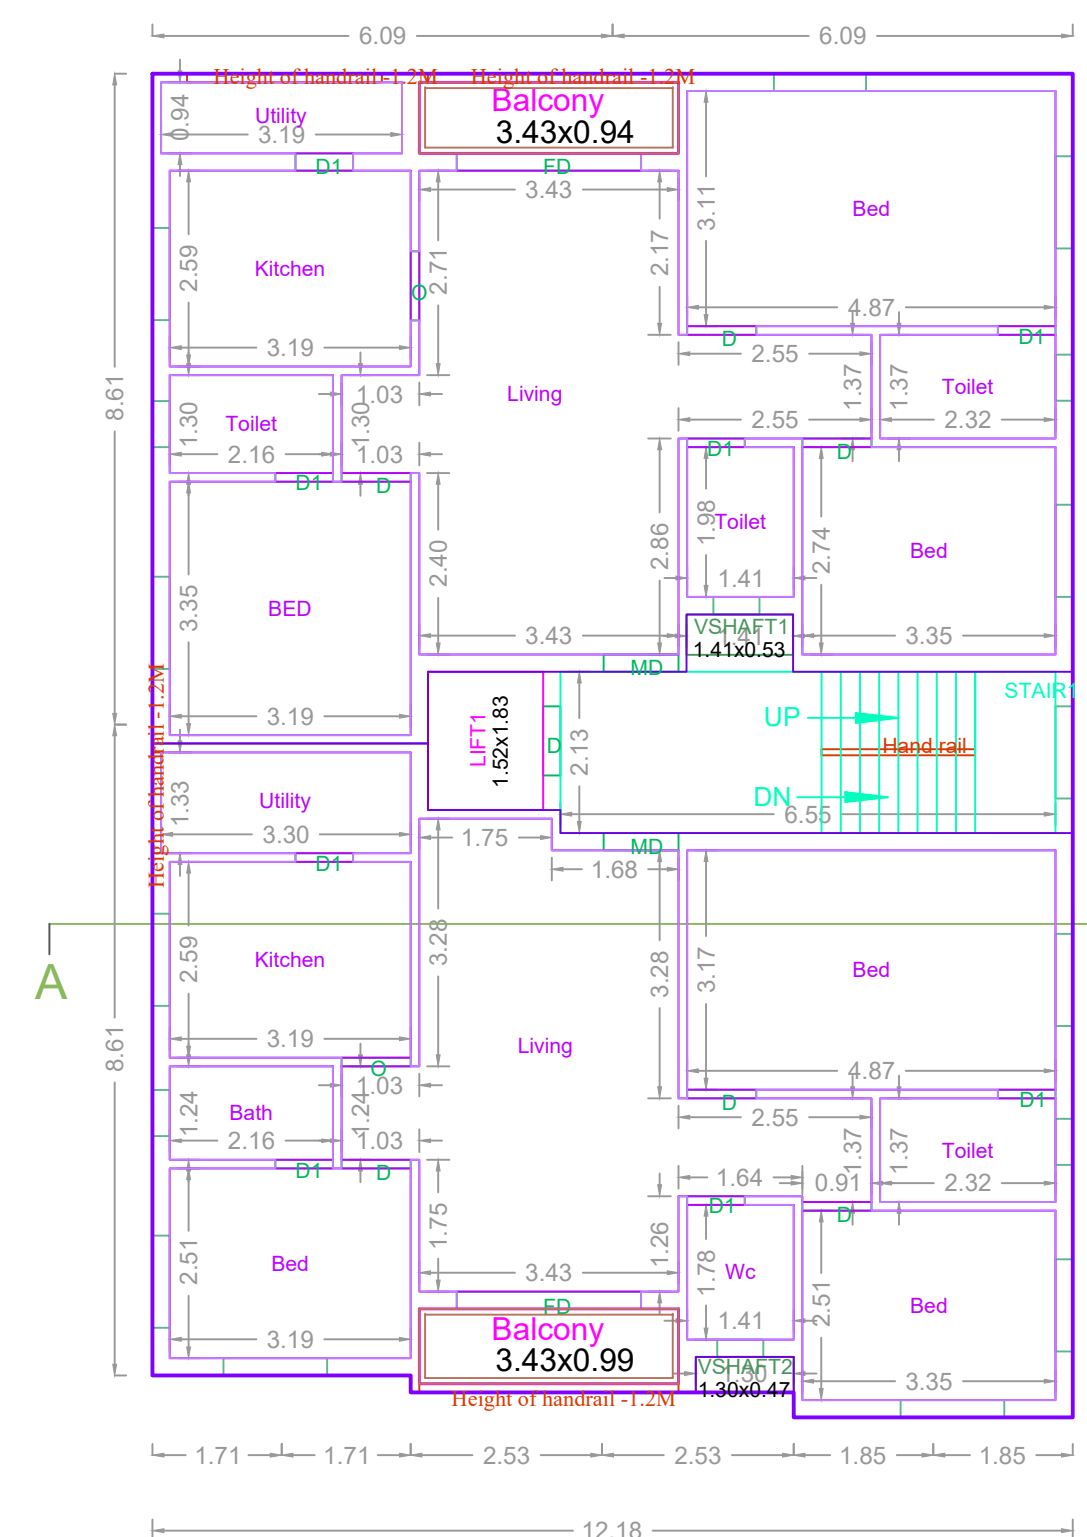 6.09
6.09
Height of handrail -1.2M
Height of handrail -1.2M
Utility
3.19
0.94
Balcony
3.43x0.94
D1
FD
3.43
3.11
Bed
2.17
2.59
Kitchen
2.71
O
4.87
3.19
D
D1
2.55
8.61
Living
1.03
1.37
1.37
Toilet
1.30
Toilet
1.30
2.55
2.32
2.16
1.03
D1
D
D1
D
1.98
Toilet
2.86
2.74
Bed
2.40
1.41
3.35
BED
VSHAFT1
1.41
1.41x0.53
3.43
3.35
MD
3.19
STAIR1
UP
LIFT1
1.52x1.83
D
2.13
Hand rail
DN
6.55
Height of handrail -1.2M
1.33
Utility
3.30
1.75
MD
D1
1.68
A
2.59
Kitchen
3.28
3.28
3.17
Bed
3.19
Living
8.61
O
1.03
4.87
D
D1
1.24
Bath
1.24
2.55
1.37
1.37
Toilet
2.16
1.03
D1
D
1.64
0.91
2.32
D1
D
1.75
1.26
2.51
Bed
1.78
Wc
2.51
Bed
3.43
FD
1.41
Balcony
3.43x0.99
3.19
VSHAFT2
1.30
1.30x0.47
3.35
Height of handrail -1.2M
1.71
1.71
2.53
2.53
1.85
1.85
12.18